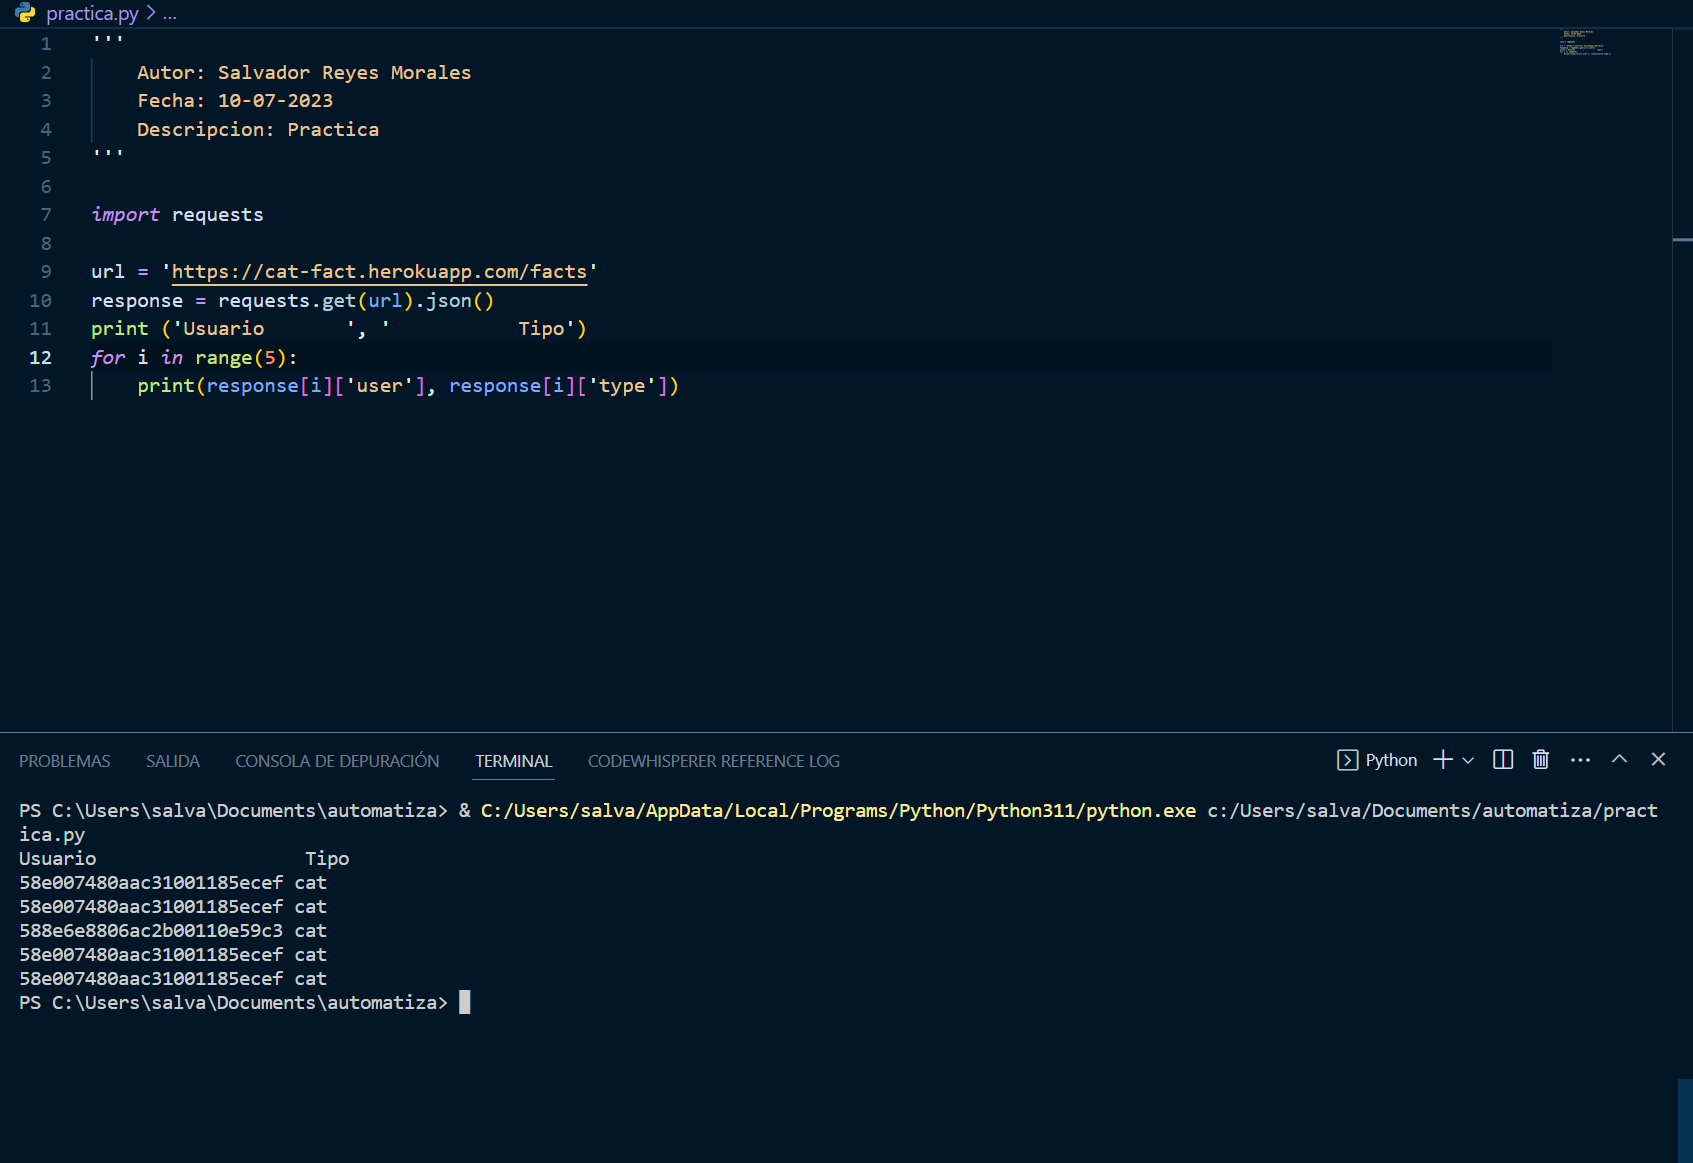 practica.py > ...
1 '''
2     Autor: Salvador Reyes Morales
3     Fecha: 10-07-2023
4     Descripcion: Practica
5 '''
6
7 import requests
8
9 url = 'https://cat-fact.herokuapp.com/facts'
10 response = requests.get(url).json()
11 print ('Usuario       ', '           Tipo')
12 for i in range(5):
13     print(response[i]['user'], response[i]['type'])
PROBLEMAS SALIDA CONSOLA DE DEPURACIÓN TERMINAL CODEWHISPERER REFERENCE LOG Python
PS C:\Users\salva\Documents\automatiza> & C:/Users/salva/AppData/Local/Programs/Python/Python311/python.exe c:/Users/salva/Documents/automatiza/pract
ica.py
Usuario                   Tipo
58e007480aac31001185ecef cat
58e007480aac31001185ecef cat
588e6e8806ac2b00110e59c3 cat
58e007480aac31001185ecef cat
58e007480aac31001185ecef cat
PS C:\Users\salva\Documents\automatiza>